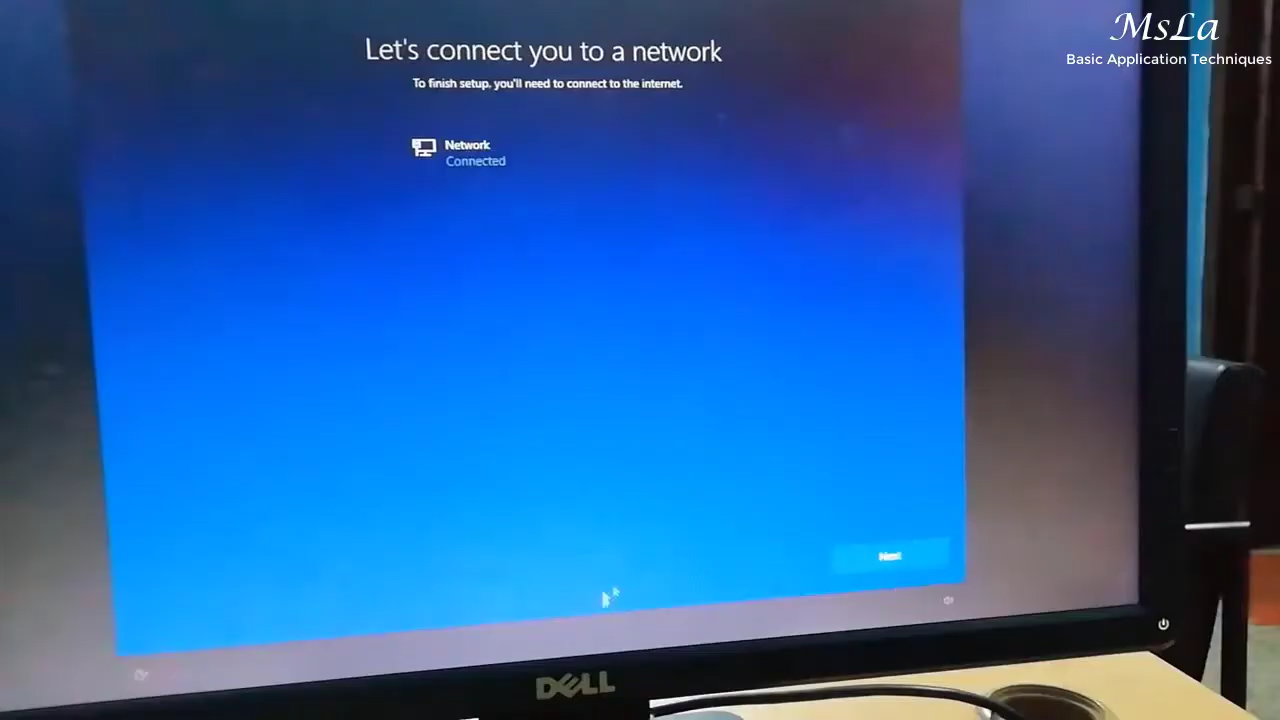 MsLa
Basic Application Techniques
Let's connect you to a network
To finish setup, you'll need to connect to the internet.
Network
Connected
Next
DELL